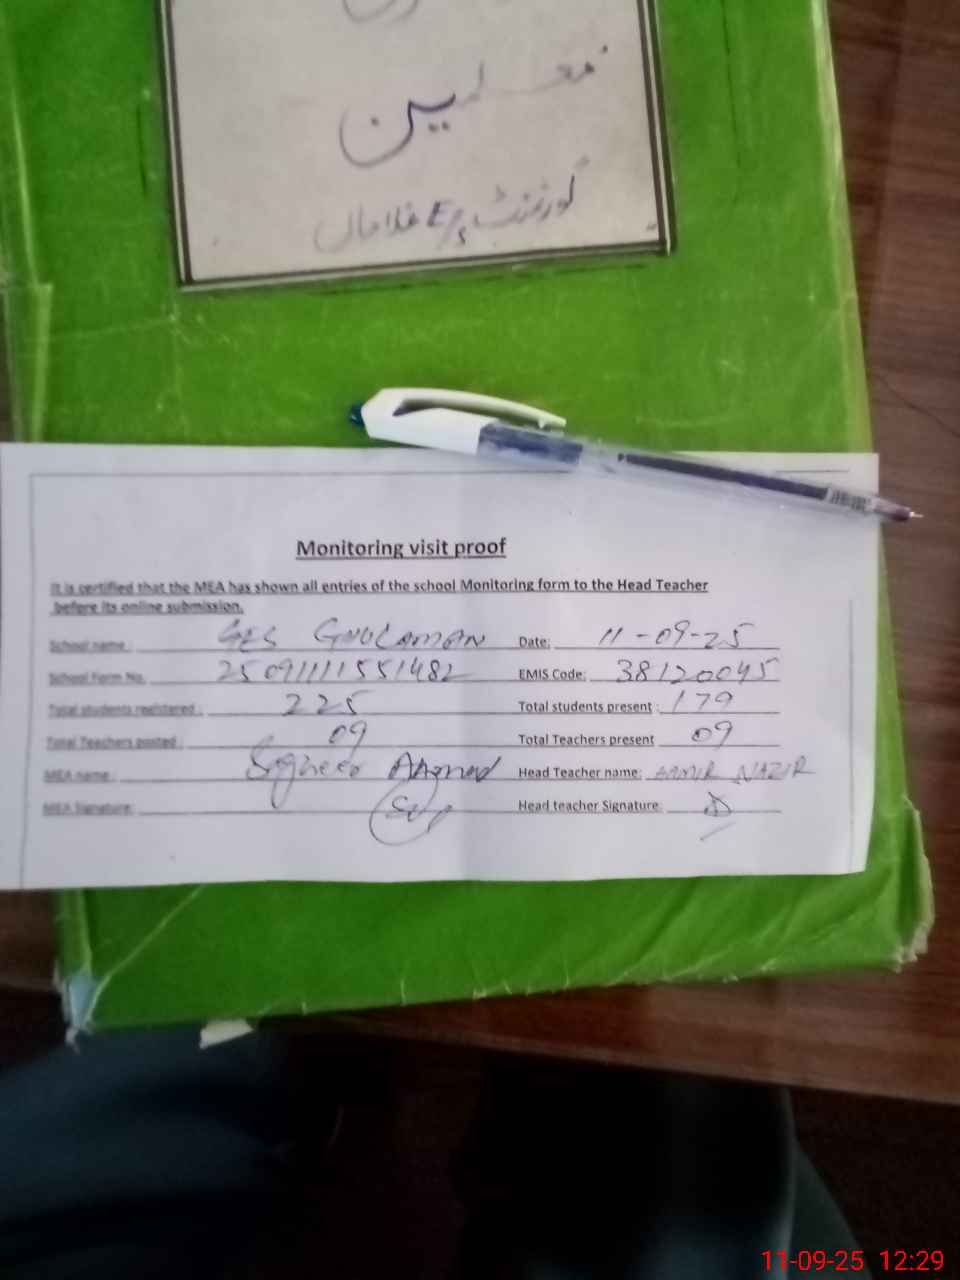 معلمین
گورنمنٹ E/S غلاماں
Monitoring visit proof
It is certified that the MEA has shown all entries of the school Monitoring form to the Head Teacher
before its online submission.
School name : GES GHULAMAN Date: 11-09-25
School Form No. 25091111551482 EMIS Code: 38120045
Total students registered : 225 Total students present : 179
Total Teachers posted : 09 Total Teachers present 09
MEA name : Sagheer Ahmed Head Teacher name: AAMIR NAZIR
MEA Signature: Head teacher Signature:
11-09-25 12:29